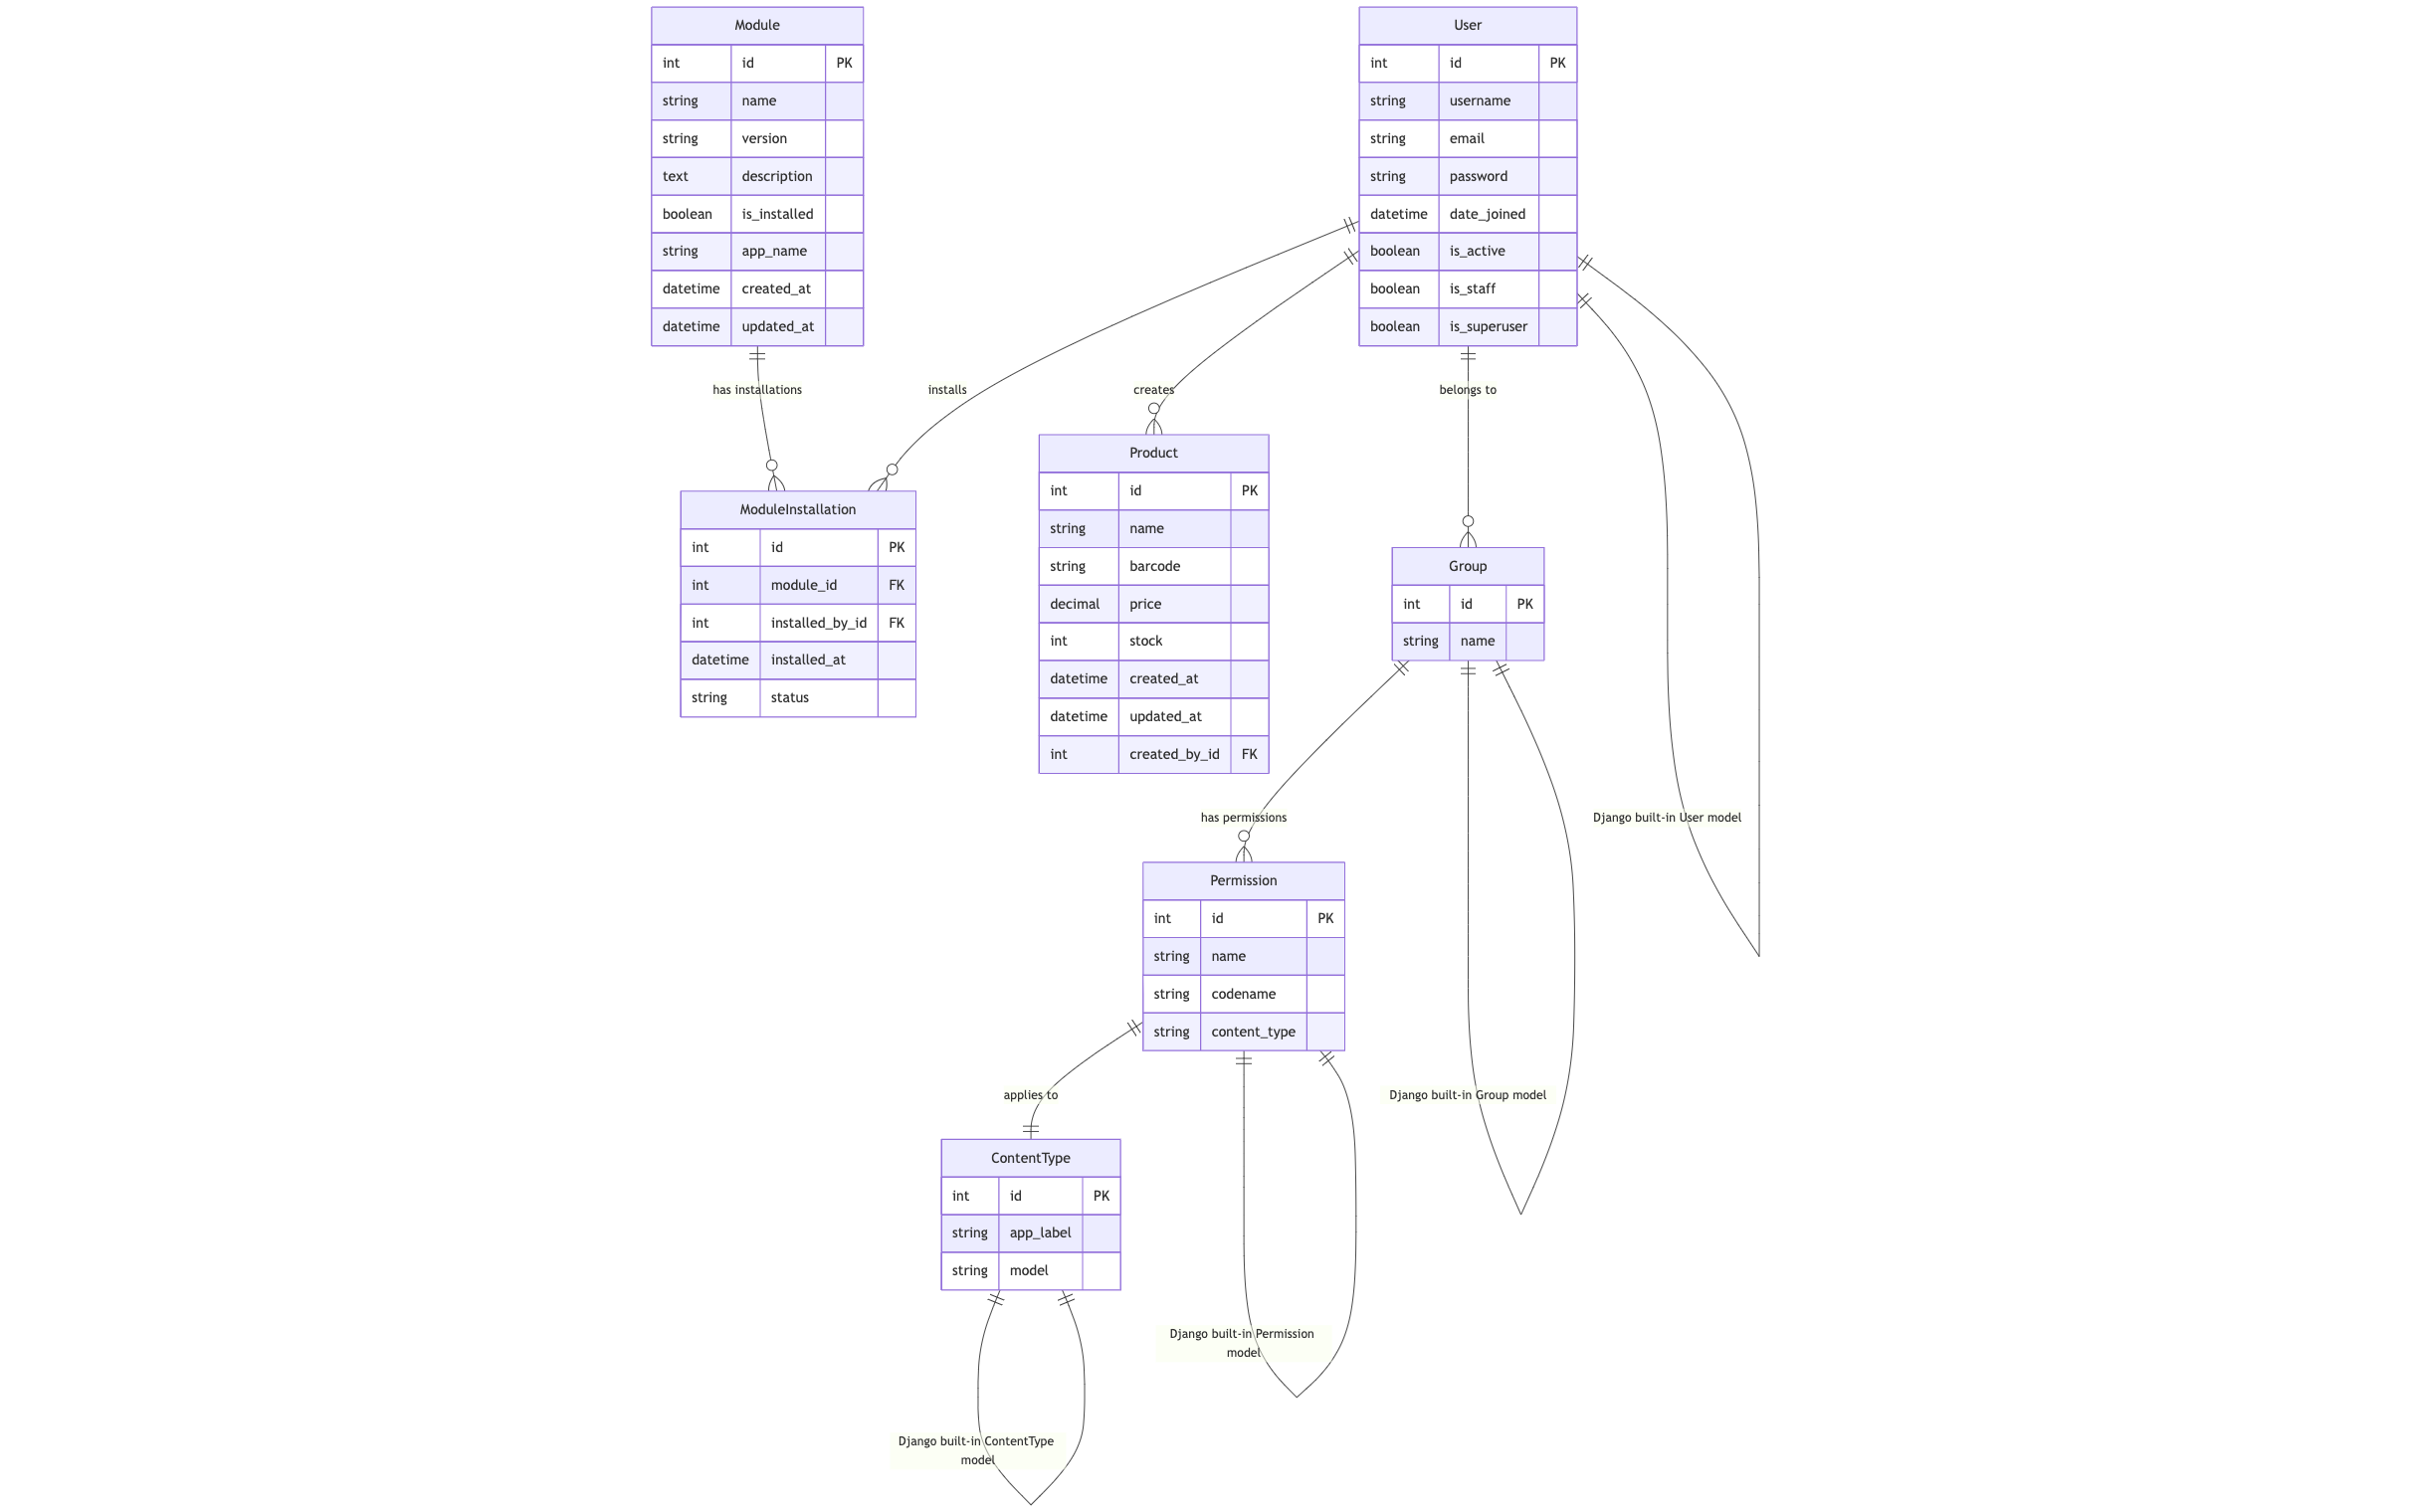 Module
int id PK
string name
string version
text description
boolean is_installed
string app_name
datetime created_at
datetime updated_at
User
int id PK
string username
string email
string password
datetime date_joined
boolean is_active
boolean is_staff
boolean is_superuser
has installations
installs
creates
belongs to
ModuleInstallation
int id PK
int module_id FK
int installed_by_id FK
datetime installed_at
string status
Product
int id PK
string name
string barcode
decimal price
int stock
datetime created_at
datetime updated_at
int created_by_id FK
Group
int id PK
string name
has permissions
Django built-in User model
Permission
int id PK
string name
string codename
string content_type
applies to
Django built-in Group model
ContentType
int id PK
string app_label
string model
Django built-in Permission
model
Django built-in ContentType
model